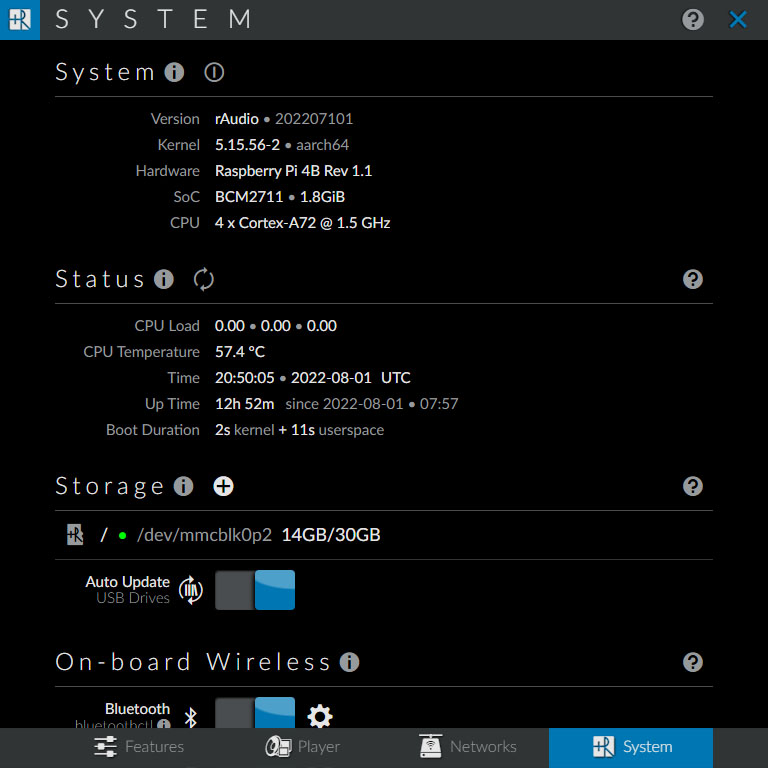 SYSTEM
System
Version rAudio • 202207101
Kernel 5.15.56-2 • aarch64
Hardware Raspberry Pi 4B Rev 1.1
SoC BCM2711 • 1.8GiB
CPU 4 x Cortex-A72 @ 1.5 GHz
Status
CPU Load 0.00 • 0.00 • 0.00
CPU Temperature 57.4 °C
Time 20:50:05 • 2022-08-01 UTC
Up Time 12h 52m since 2022-08-01 • 07:57
Boot Duration 2s kernel + 11s userspace
Storage
/ • /dev/mmcblk0p2 14GB/30GB
Auto Update
USB Drives
On-board Wireless
Bluetooth
bluetoothctl
Features Player Networks System